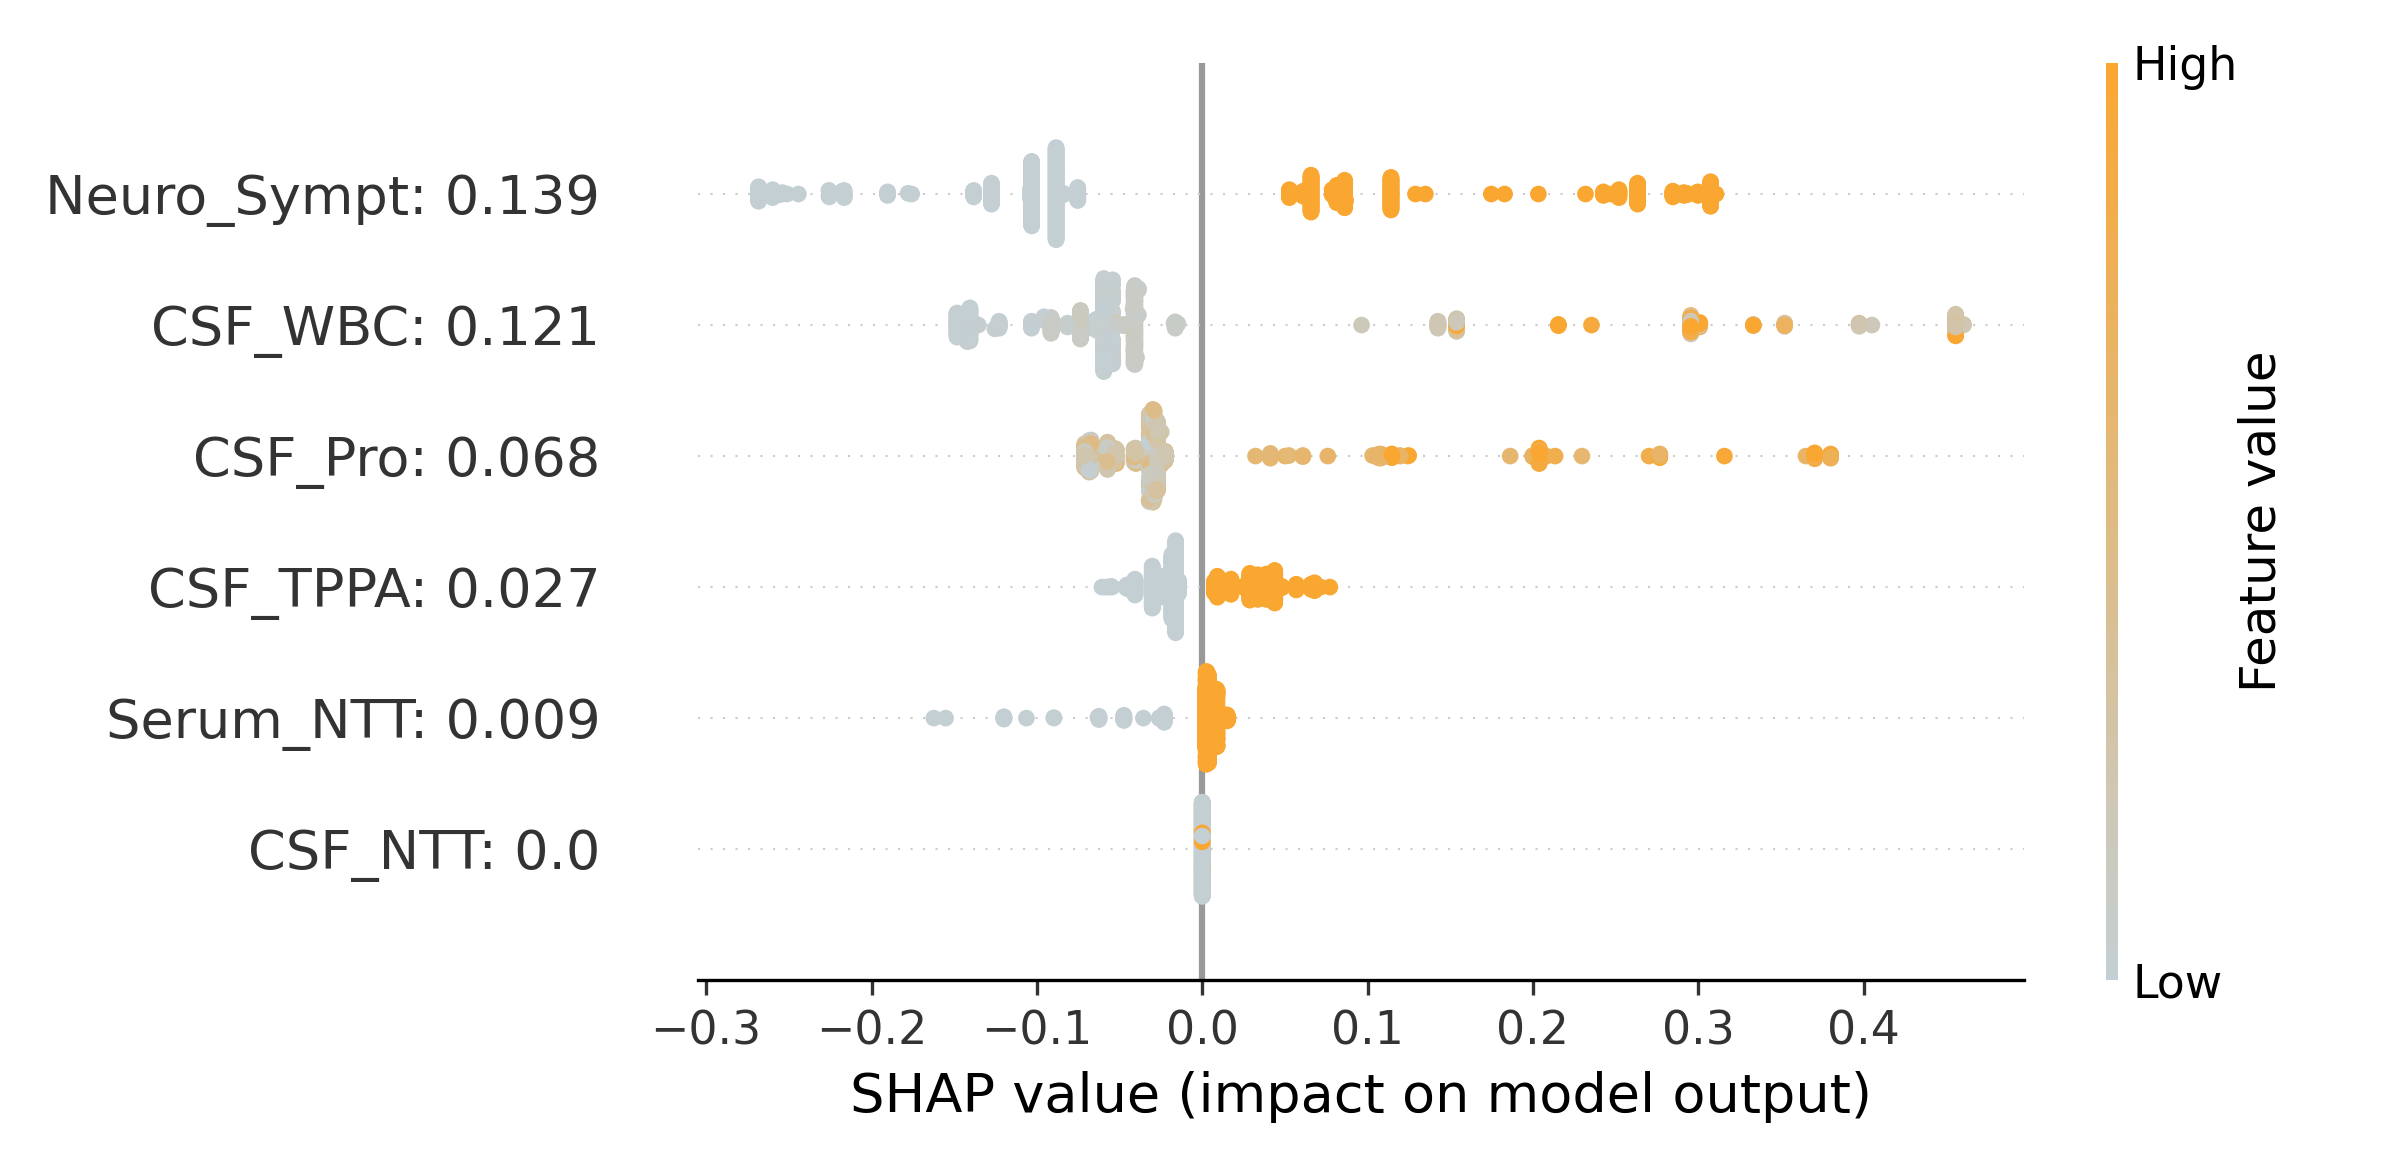 High
Neuro_Sympt: 0.139
CSF_WBC: 0.121
CSF_Pro: 0.068
CSF_TPPA: 0.027
Serum_NTT: 0.009
CSF_NTT: 0.0
Feature value
Low
−0.3 −0.2 −0.1 0.0 0.1 0.2 0.3 0.4
SHAP value (impact on model output)